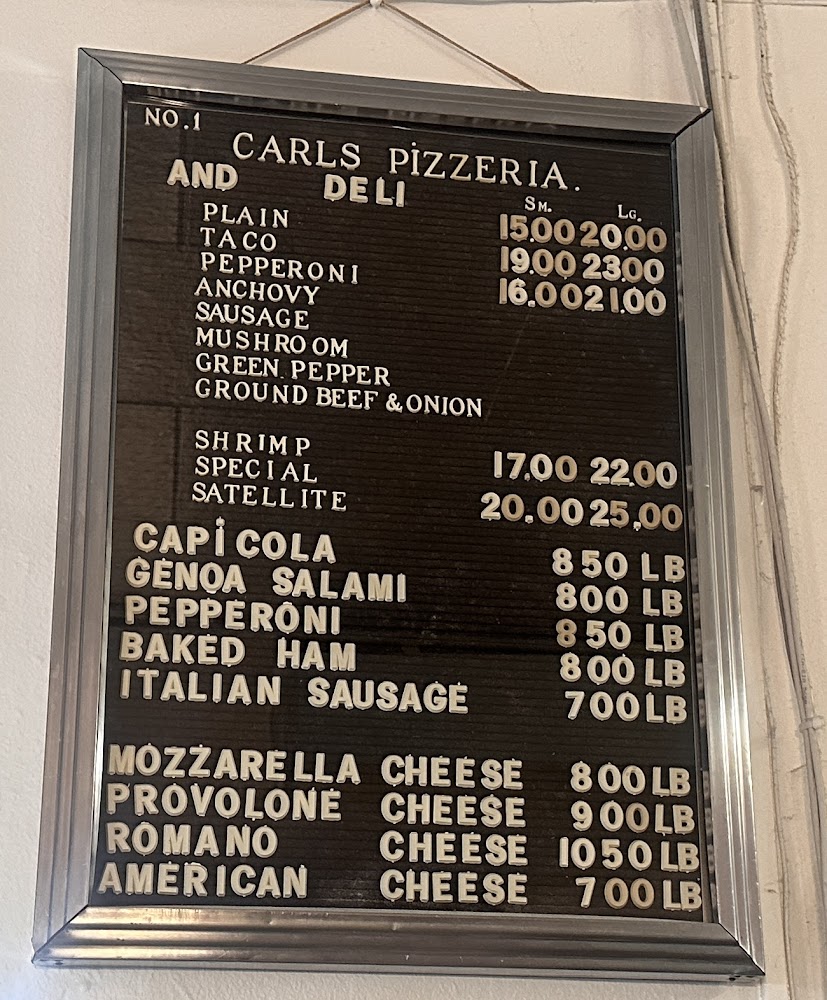 NO.1
CARLS PIZZERIA.
AND DELI
SM. LG.
PLAIN 15.00 20.00
TACO 19.00 23.00
PEPPERONI 16.00 21.00
ANCHOVY
SAUSAGE
MUSHROOM
GREEN. PEPPER
GROUND BEEF & ONION
SHRIMP
SPECIAL 17.00 22.00
SATELLITE 20.00 25.00
CAPICOLA 850 LB
GENOA SALAMI 800 LB
PEPPERONI 850 LB
BAKED HAM 800 LB
ITALIAN SAUSAGE 700 LB
MOZZARELLA CHEESE 800 LB
PROVOLONE CHEESE 900 LB
ROMANO CHEESE 1050 LB
AMERICAN CHEESE 700 LB